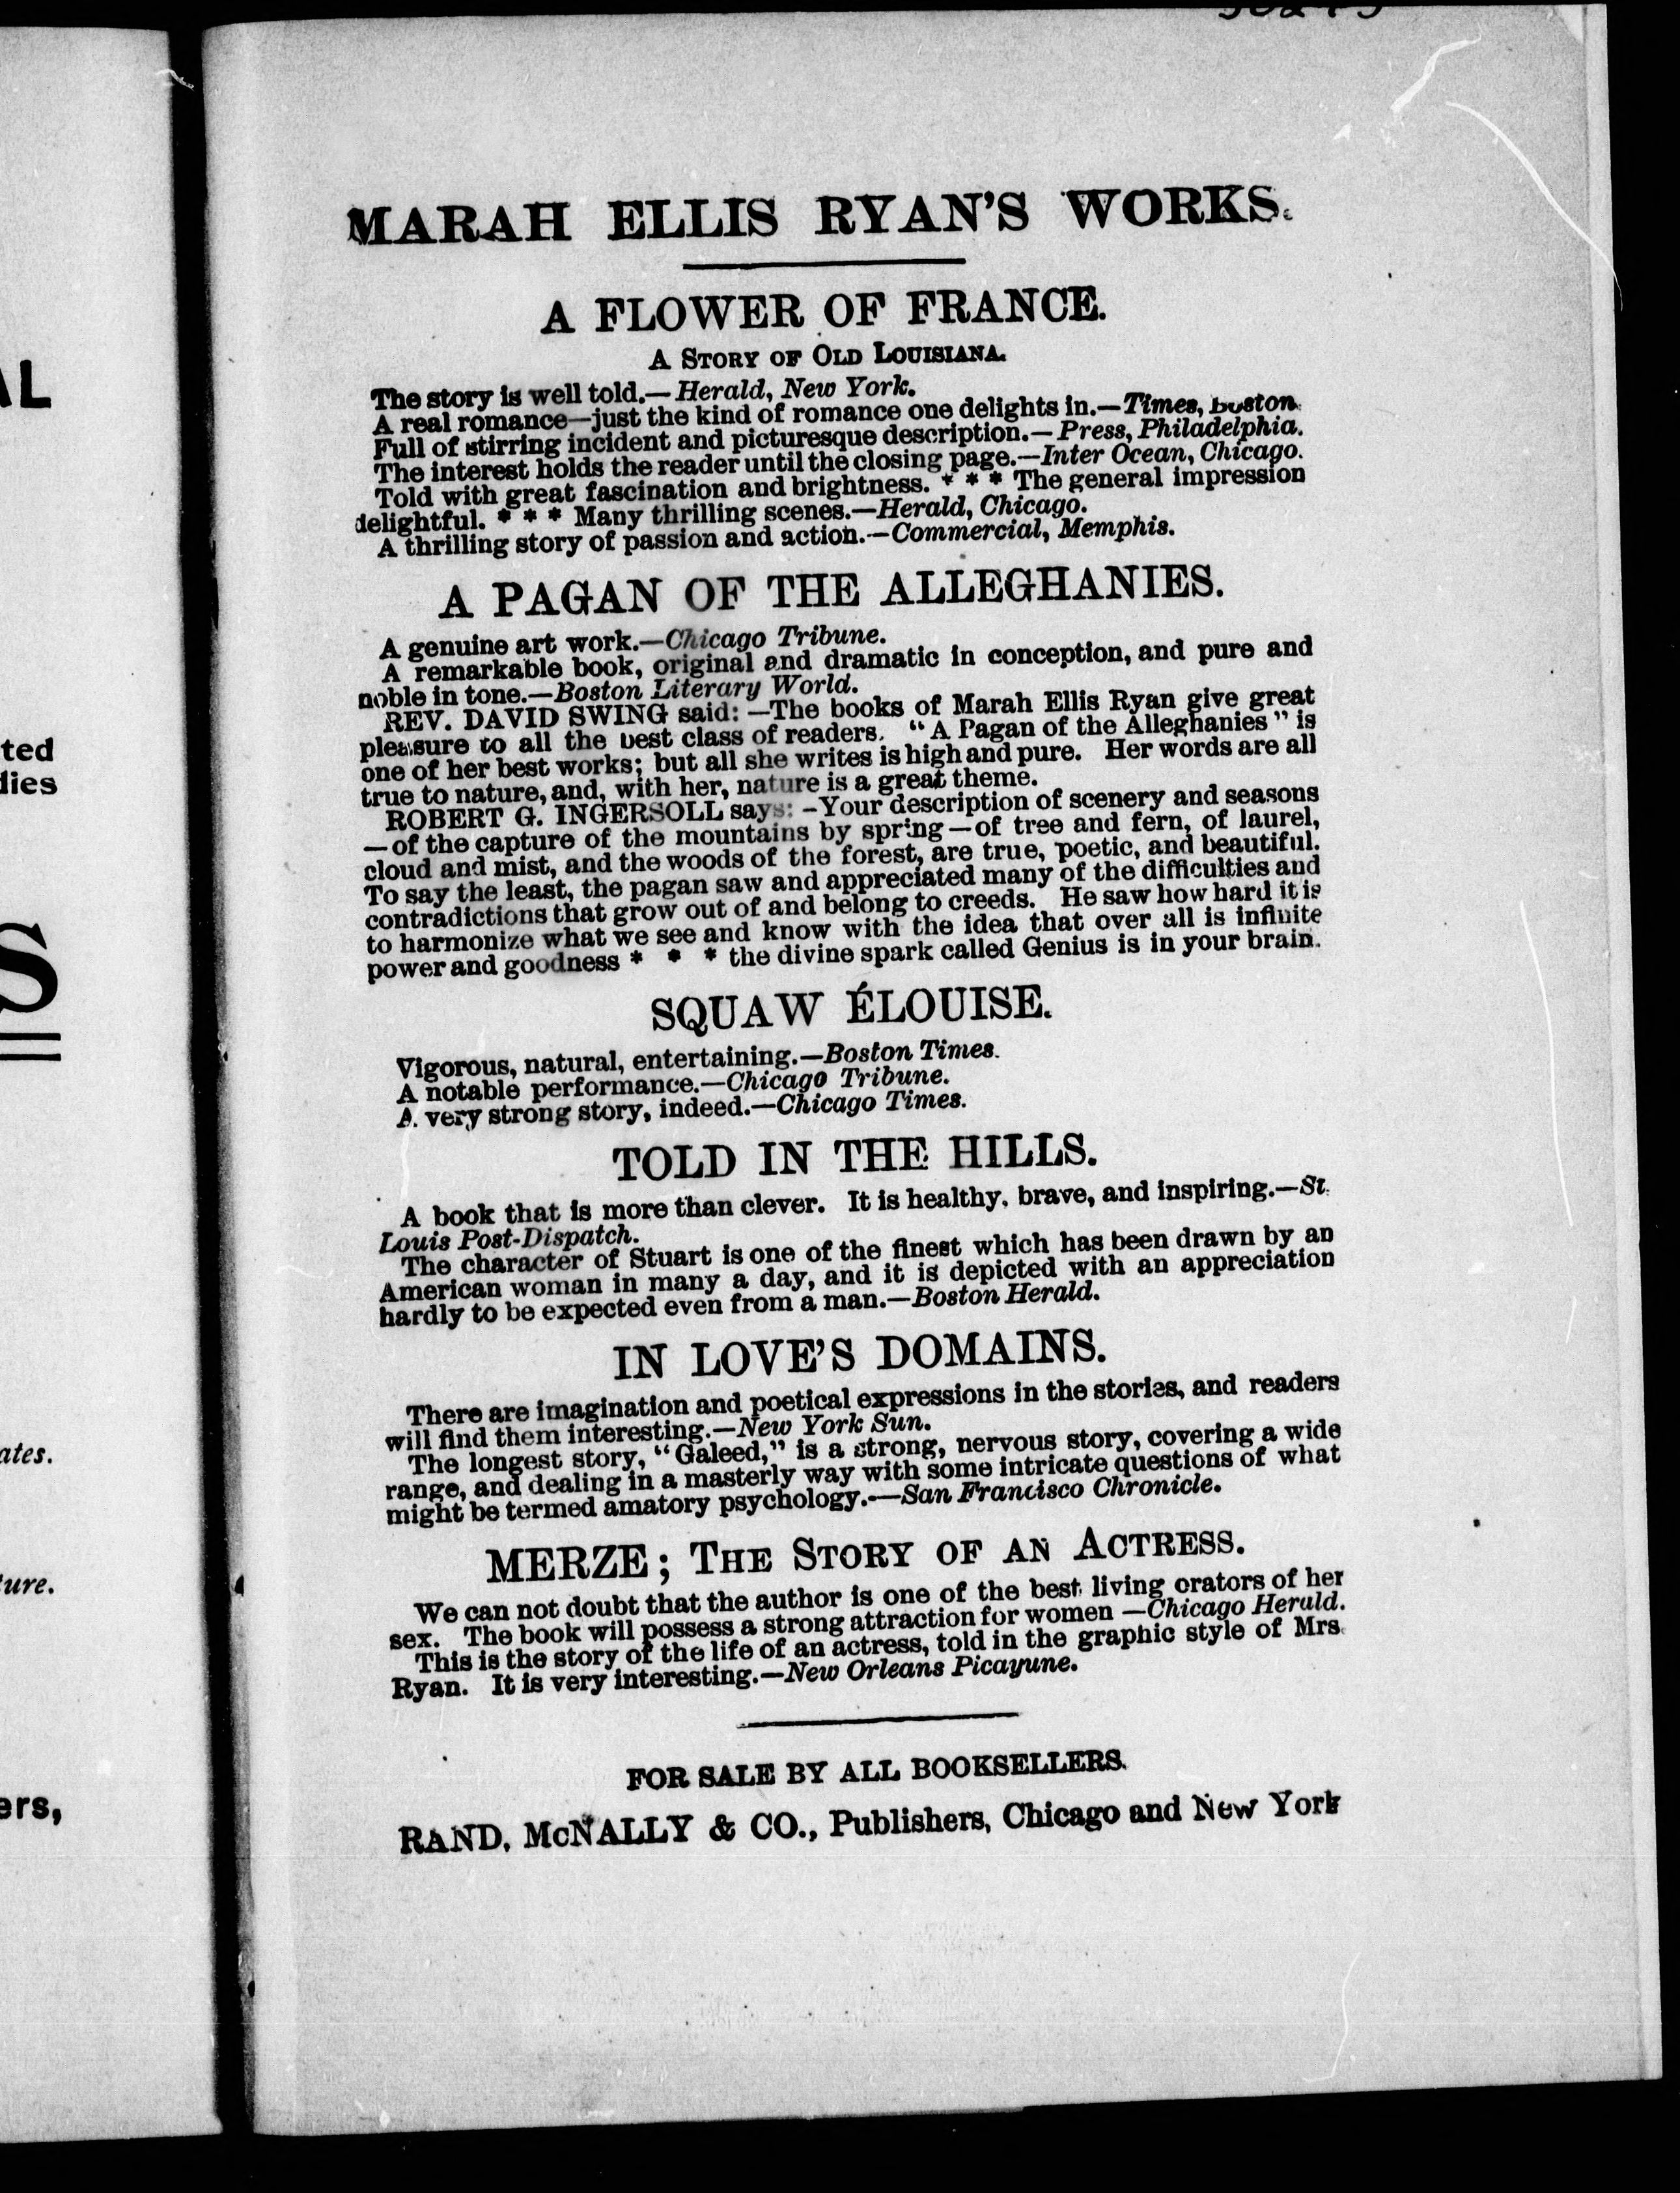 AL
ted
dies
S
ates.
ture.
ers,
MARAH ELLIS RYAN'S WORKS.
A FLOWER OF FRANCE.
A STORY OF OLD LOUISIANA.
The story is well told.—Herald, New York.
A real romance—just the kind of romance one delights in.—Times, Boston.
Full of stirring incident and picturesque description.—Press, Philadelphia.
The interest holds the reader until the closing page.—Inter Ocean, Chicago.
Told with great fascination and brightness. * * * The general impression
delightful. * * * Many thrilling scenes.—Herald, Chicago.
A thrilling story of passion and action.—Commercial, Memphis.
A PAGAN OF THE ALLEGHANIES.
A genuine art work.—Chicago Tribune.
A remarkable book, original and dramatic in conception, and pure and
noble in tone.—Boston Literary World.
REV. DAVID SWING said:—The books of Marah Ellis Ryan give great
pleasure to all the best class of readers. "A Pagan of the Alleghanies" is
one of her best works; but all she writes is high and pure. Her words are all
true to nature, and, with her, nature is a great theme.
ROBERT G. INGERSOLL says:—Your description of scenery and seasons
—of the capture of the mountains by spring—of tree and fern, of laurel,
cloud and mist, and the woods of the forest, are true, poetic, and beautiful.
To say the least, the pagan saw and appreciated many of the difficulties and
contradictions that grow out of and belong to creeds. He saw how hard it is
to harmonize what we see and know with the idea that over all is infinite
power and goodness * * * the divine spark called Genius is in your brain.
SQUAW ÉLOUISE.
Vigorous, natural, entertaining.—Boston Times.
A notable performance.—Chicago Tribune.
A very strong story, indeed.—Chicago Times.
TOLD IN THE HILLS.
A book that is more than clever. It is healthy, brave, and inspiring.—St.
Louis Post-Dispatch.
The character of Stuart is one of the finest which has been drawn by an
American woman in many a day, and it is depicted with an appreciation
hardly to be expected even from a man.—Boston Herald.
IN LOVE'S DOMAINS.
There are imagination and poetical expressions in the stories, and readers
will find them interesting.—New York Sun.
The longest story, "Galeed," is a strong, nervous story, covering a wide
range, and dealing in a masterly way with some intricate questions of what
might be termed amatory psychology.—San Francisco Chronicle.
MERZE; THE STORY OF AN ACTRESS.
We can not doubt that the author is one of the best living orators of her
sex. The book will possess a strong attraction for women—Chicago Herald.
This is the story of the life of an actress, told in the graphic style of Mrs.
Ryan. It is very interesting.—New Orleans Picayune.
FOR SALE BY ALL BOOKSELLERS.
RAND, McNALLY & CO., Publishers, Chicago and New York